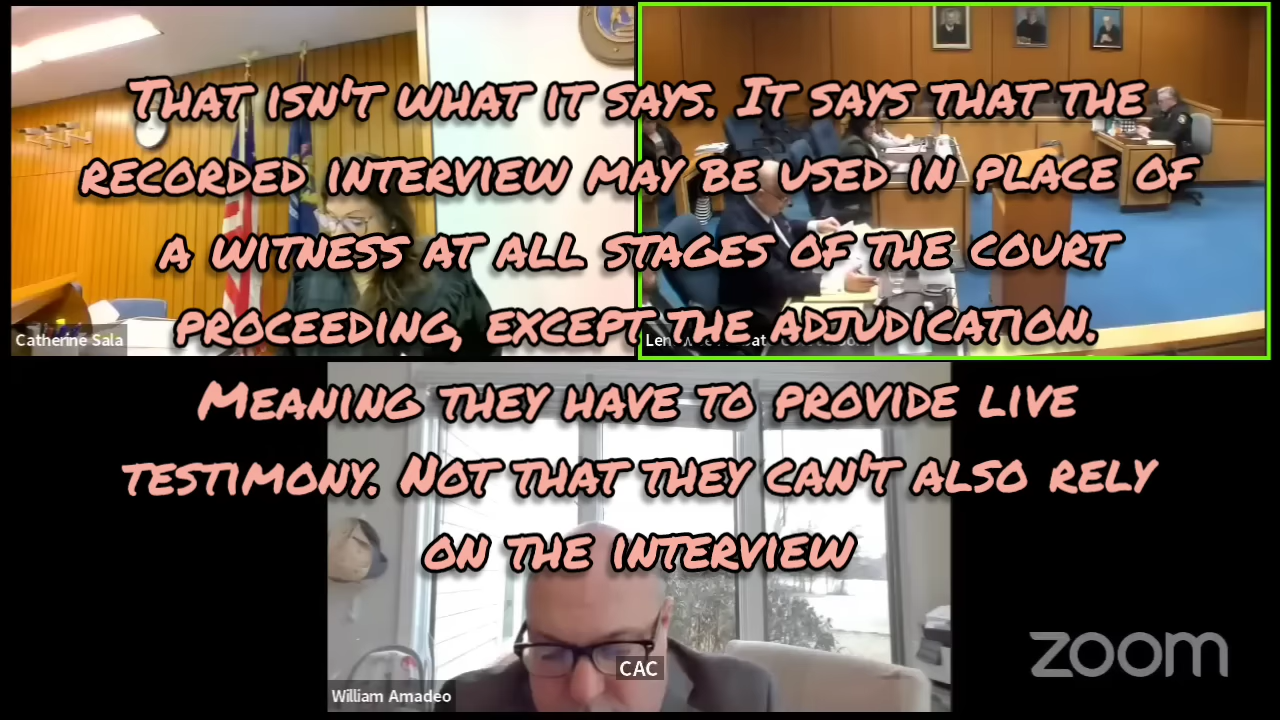 That isn't what it says. It says that the
recorded interview may be used in place of
a witness at all stages of the court
proceeding, except the adjudication.
Catherine Sala
Meaning they have to provide live
testimony. Not that they can't also rely
on the interview
CAC
William Amadeo
zoom